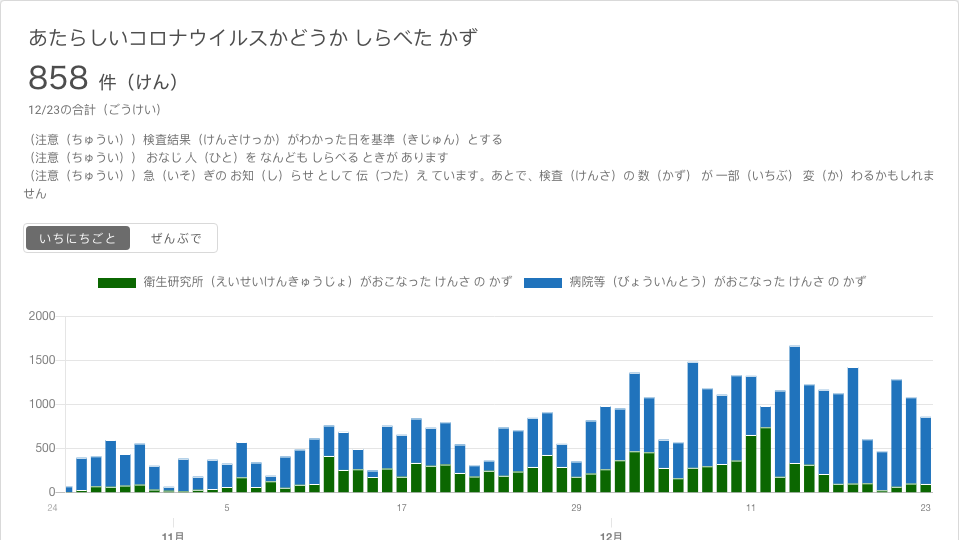 あたらしいコロナウイルスかどうか しらべた かず
858 件（けん）
12/23の合計（ごうけい）
（注意（ちゅうい））検査結果（けんさけっか）がわかった日を基準（きじゅん）とする
（注意（ちゅうい）） おなじ 人（ひと）を なんども しらべる ときが あります
（注意（ちゅうい））急（いそ）ぎの お知（し）らせ として 伝（つた）え ています。あとで、検査（けんさ）の 数（かず） が 一部（いちぶ） 変（か）わるかもしれま
せん
いちにちごと ぜんぶで
衛生研究所（えいせいけんきゅうじょ）がおこなった けんさ の かず 病院等（びょういんとう）がおこなった けんさ の かず
2000
1500
1000
500
0
24 5 17 29 11 23
11月 12月